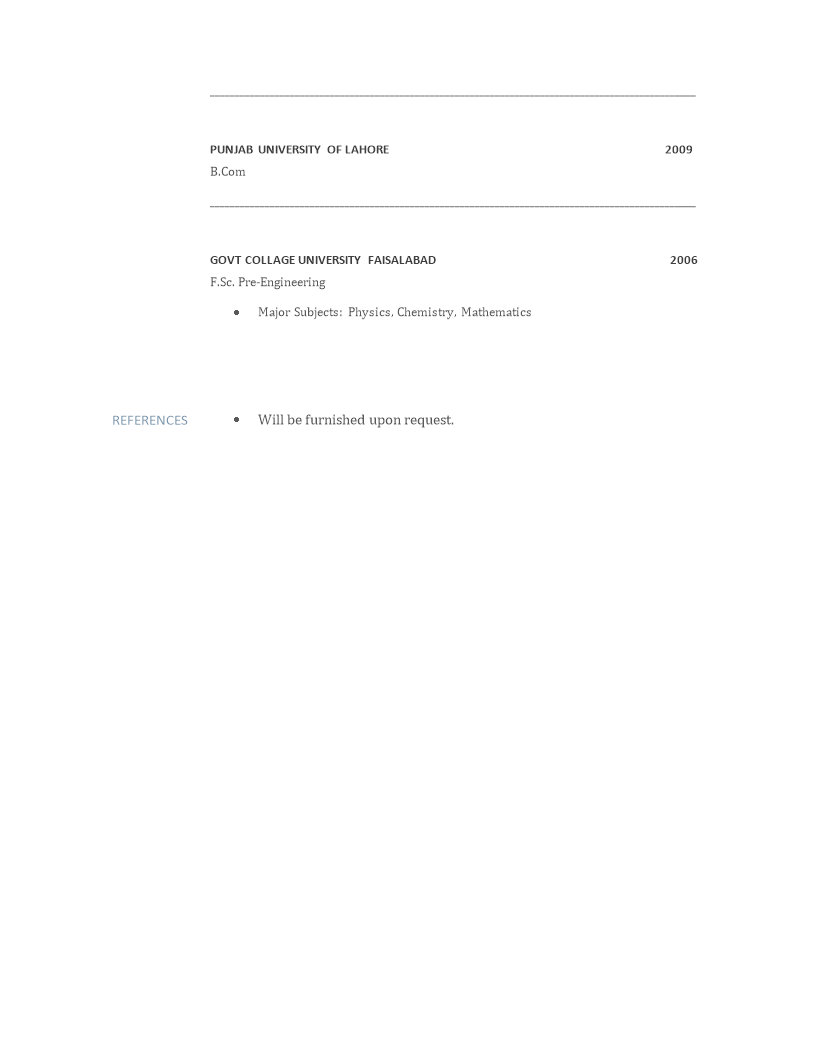 PUNJAB UNIVERSITY OF LAHORE 2009
B.Com
GOVT COLLAGE UNIVERSITY FAISALABAD 2006
F.Sc. Pre-Engineering
• Major Subjects: Physics, Chemistry, Mathematics
REFERENCES • Will be furnished upon request.